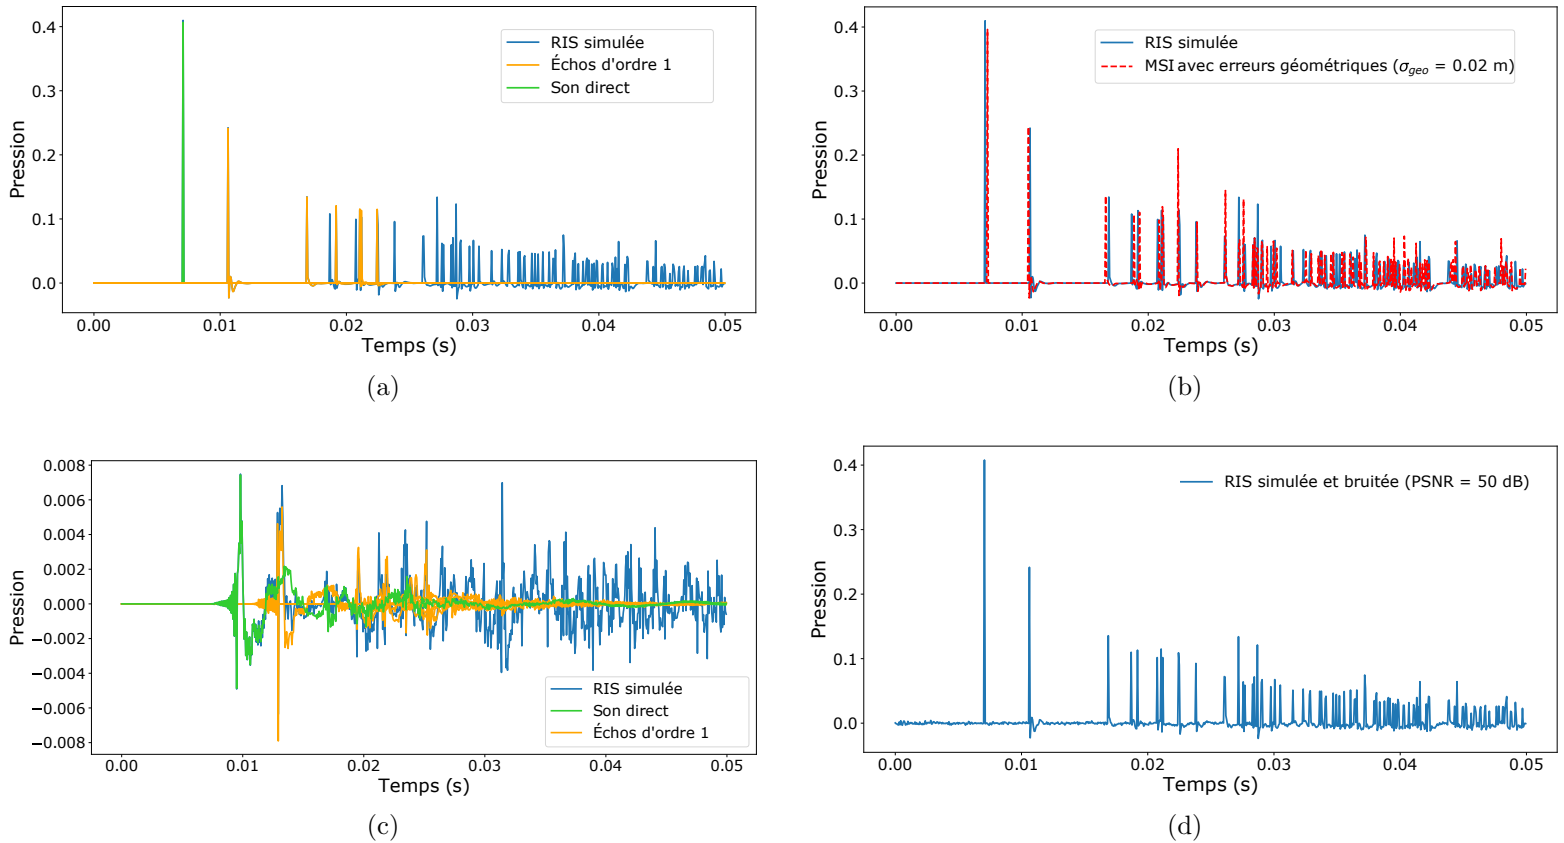 0.4
0.3
0.2
0.1
0.0
Pression
RIS simulée
Échos d'ordre 1
Son direct
0.00 0.01 0.02 0.03 0.04 0.05
Temps (s)
(a)
0.4
0.3
0.2
0.1
0.0
Pression
RIS simulée
MSI avec erreurs géométriques (σgeo = 0.02 m)
0.00 0.01 0.02 0.03 0.04 0.05
Temps (s)
(b)
0.008
0.006
0.004
0.002
0.000
−0.002
−0.004
−0.006
−0.008
Pression
RIS simulée
Son direct
Échos d'ordre 1
0.00 0.01 0.02 0.03 0.04 0.05
Temps (s)
(c)
0.4
0.3
0.2
0.1
0.0
Pression
RIS simulée et bruitée (PSNR = 50 dB)
0.00 0.01 0.02 0.03 0.04 0.05
Temps (s)
(d)